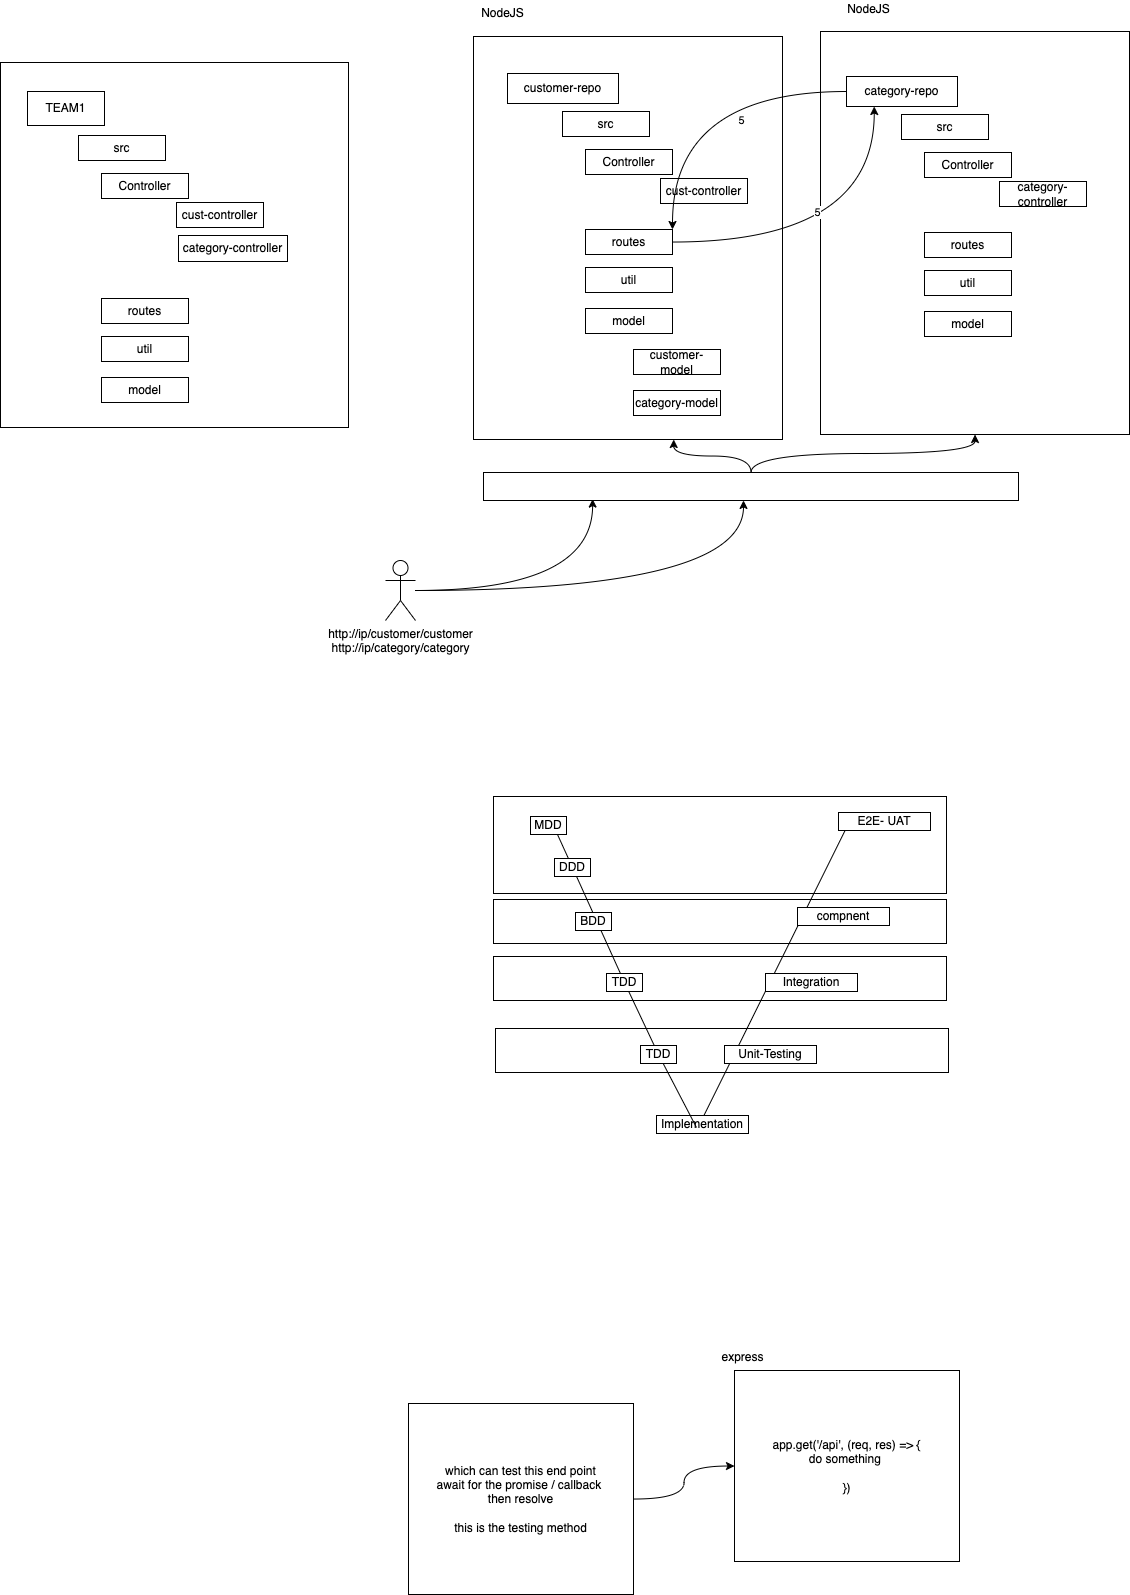 NodeJS
NodeJS
TEAM1
src
Controller
cust-controller
category-controller
routes
util
model
customer-repo
src
Controller
cust-controller
routes
util
model
customer-
model
category-model
5
5
category-repo
src
Controller
category-
controller
routes
util
model
http://ip/customer/customer
http://ip/category/category
MDD
E2E- UAT
DDD
BDD
compnent
TDD
Integration
TDD
Unit-Testing
Implementation
express
which can test this end point
await for the promise / callback
then resolve
this is the testing method
app.get('/api', (req, res) => {
do something
})